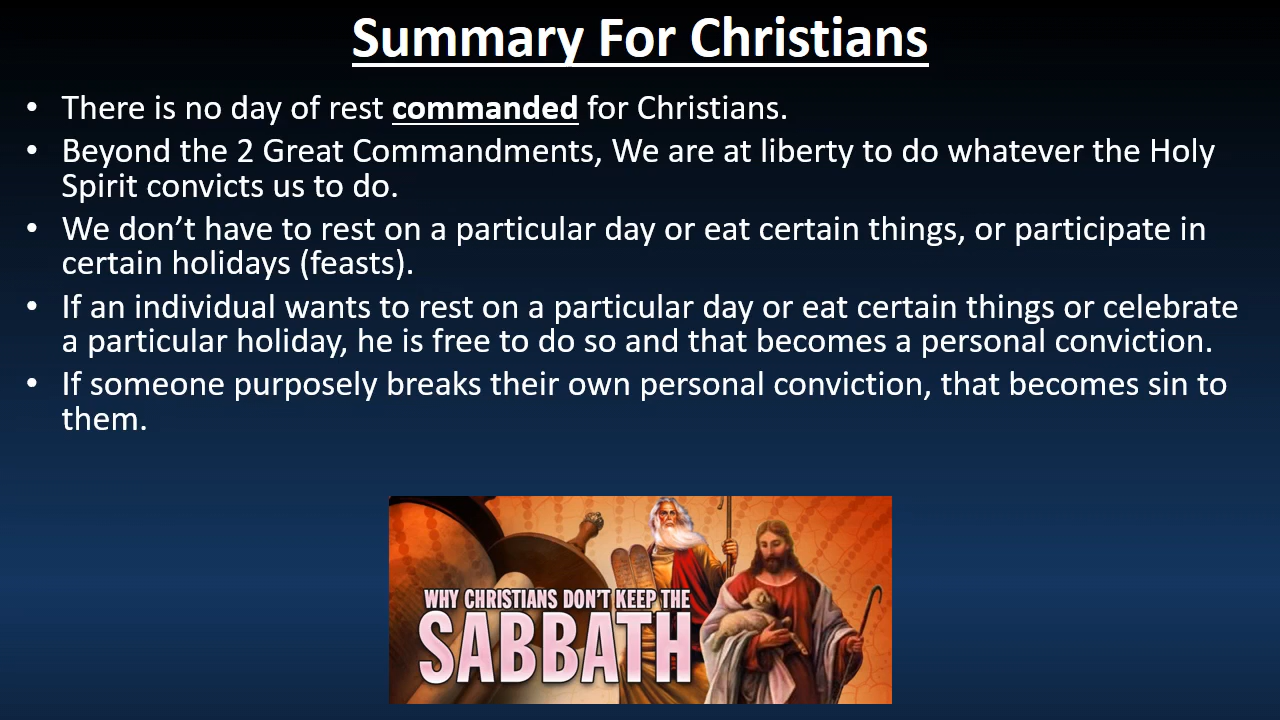 Summary For Christians
• There is no day of rest commanded for Christians.
• Beyond the 2 Great Commandments, We are at liberty to do whatever the Holy
Spirit convicts us to do.
• We don’t have to rest on a particular day or eat certain things, or participate in
certain holidays (feasts).
• If an individual wants to rest on a particular day or eat certain things or celebrate
a particular holiday, he is free to do so and that becomes a personal conviction.
• If someone purposely breaks their own personal conviction, that becomes sin to
them.
WHY CHRISTIANS DON'T KEEP THE
SABBATH